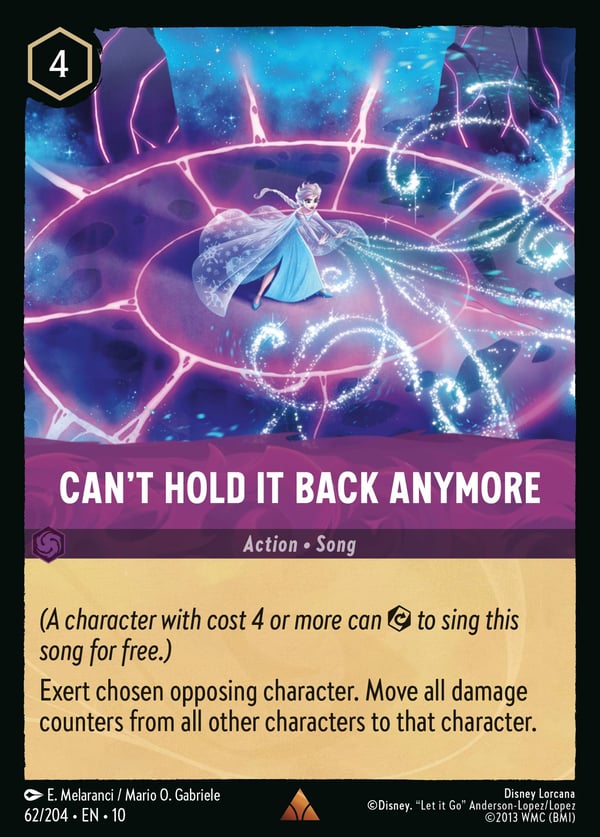 4
CAN'T HOLD IT BACK ANYMORE
Action • Song
(A character with cost 4 or more can to sing this
song for free.)
Exert chosen opposing character. Move all damage
counters from all other characters to that character.
E. Melaranci / Mario O. Gabriele
62/204 • EN • 10
Disney Lorcana
©Disney. “Let it Go” Anderson-Lopez/Lopez
©2013 WMC (BMI)